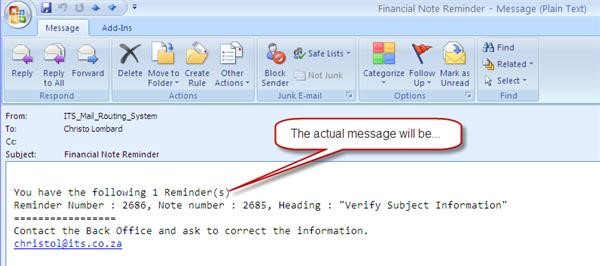 Financial Note Reminder - Message (Plain Text)
Message Add-Ins
Reply
Reply to All
Forward
Respond
Delete
Move to Folder
Create Rule
Other Actions
Actions
Block Sender
Safe Lists
Not Junk
Junk E-mail
Categorize
Follow Up
Mark as Unread
Options
Find
Related
Select
Find
From: ITS_Mail_Routing_System
To: Christo Lombard
Cc:
Subject: Financial Note Reminder
The actual message will be...
You have the following 1 Reminder(s)
Reminder Number : 2686, Note number : 2685, Heading : "Verify Subject Information"
=================
Contact the Back Office and ask to correct the information.
christol@its.co.za